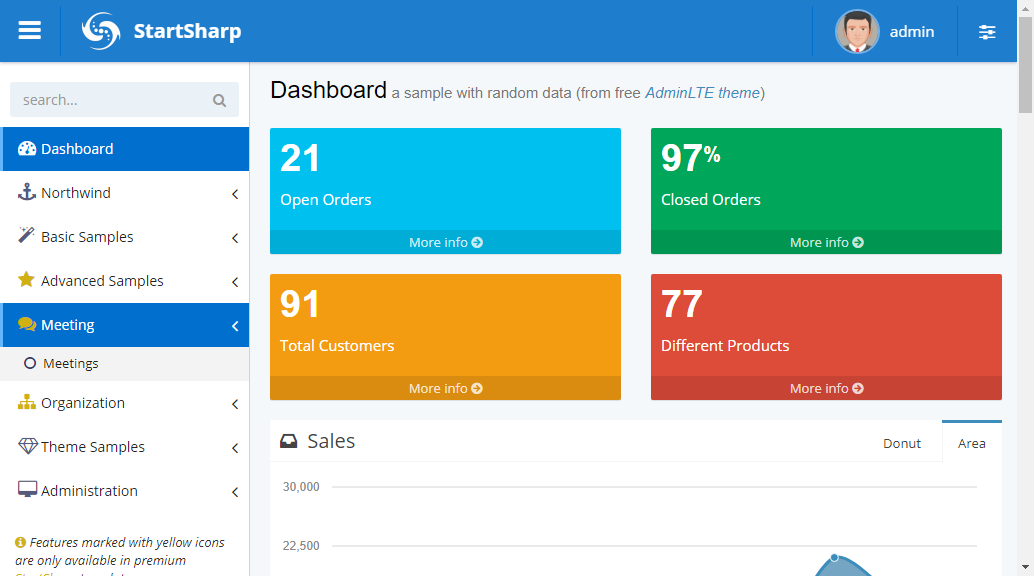 StartSharp
admin
search...
Dashboard
Northwind
Basic Samples
Advanced Samples
Meeting
Meetings
Organization
Theme Samples
Administration
Features marked with yellow icons
are only available in premium
Dashboard a sample with random data (from free AdminLTE theme)
21
Open Orders
More info
97%
Closed Orders
More info
91
Total Customers
More info
77
Different Products
More info
Sales
Donut
Area
30,000
22,500